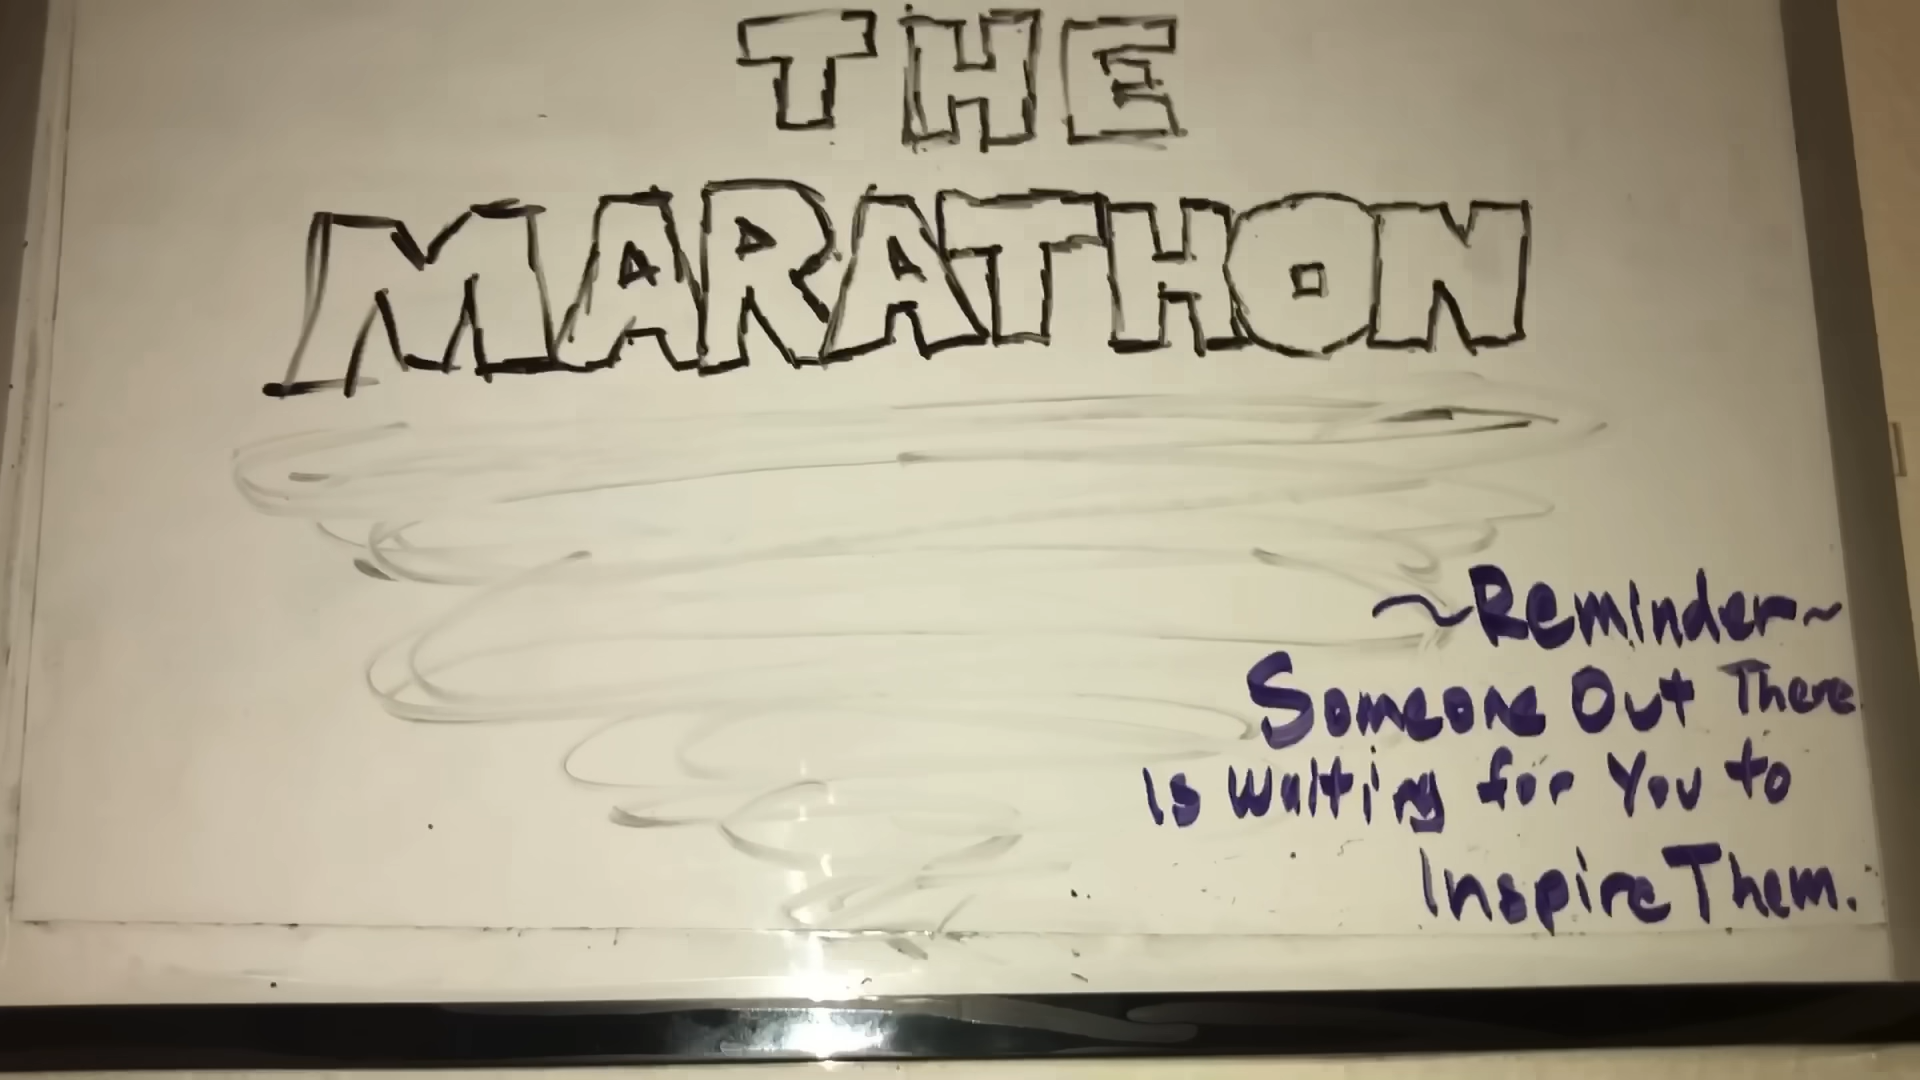 THE
MARATHON
~Reminder~
Someone Out There
Is Waiting for You to
Inspire Them.